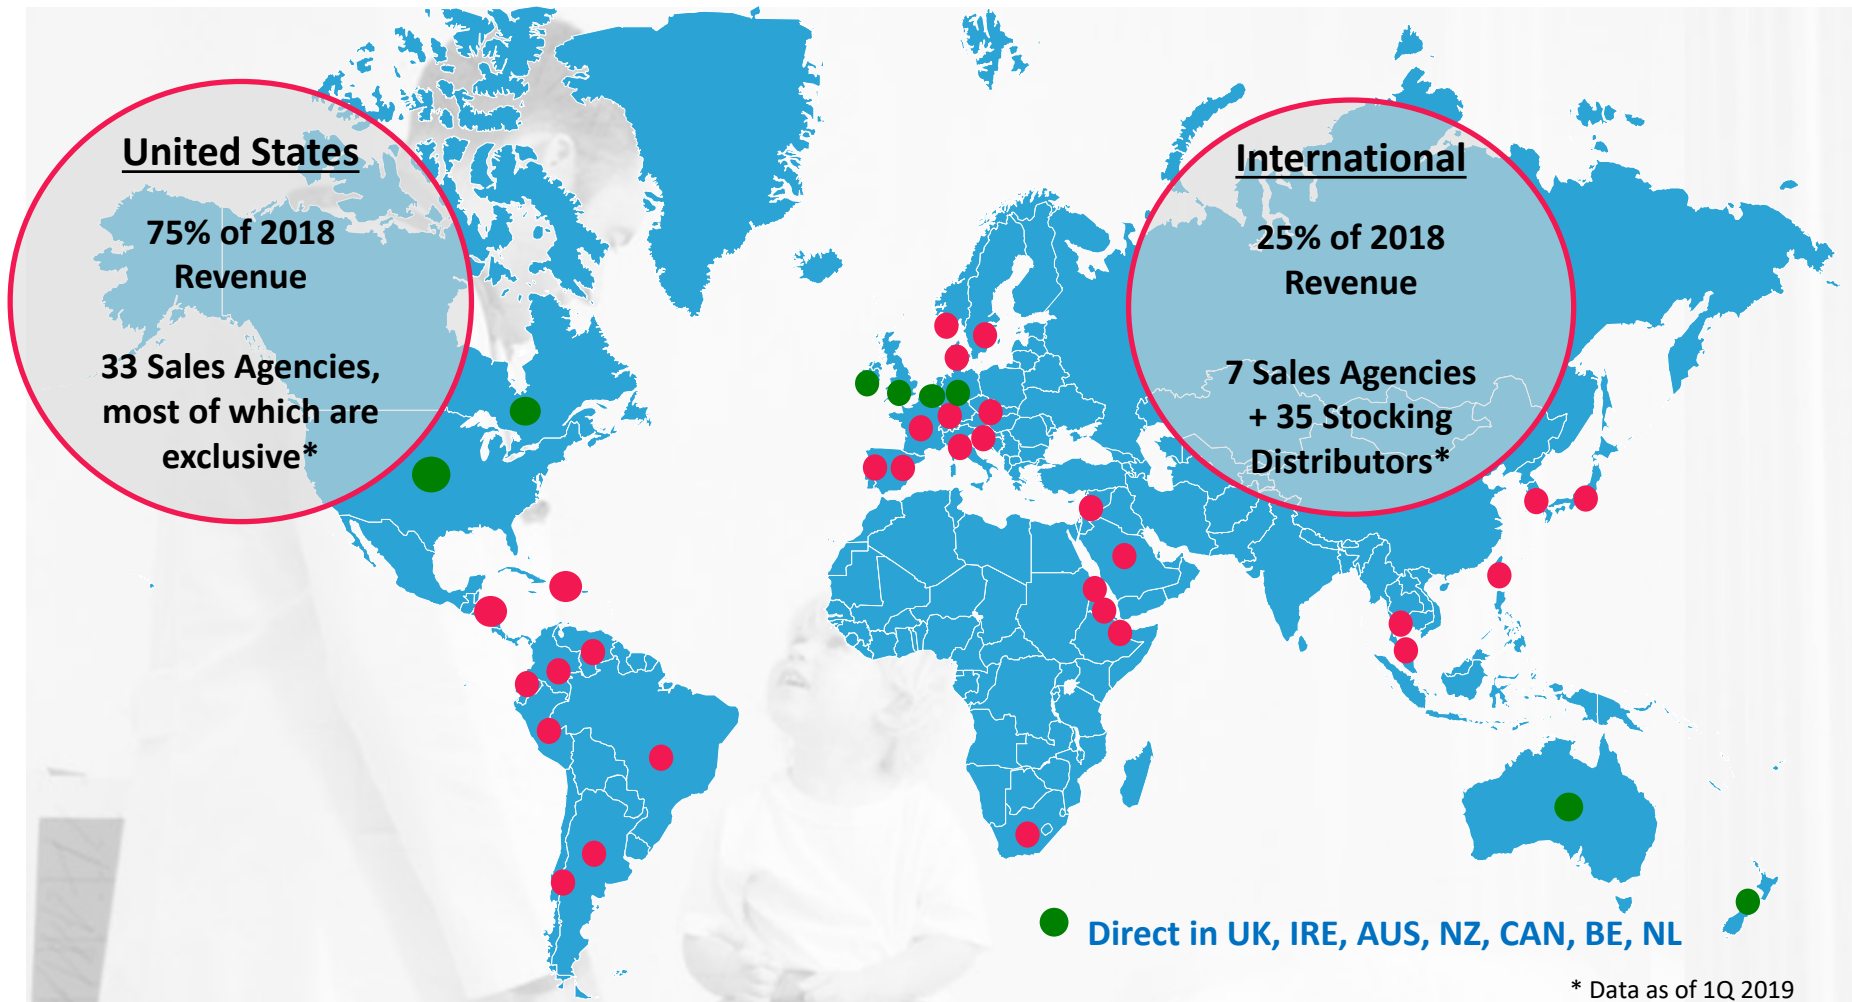 United States
75% of 2018
Revenue
33 Sales Agencies,
most of which are
exclusive*
International
25% of 2018
Revenue
7 Sales Agencies
+ 35 Stocking
Distributors*
Direct in UK, IRE, AUS, NZ, CAN, BE, NL
* Data as of 1Q 2019